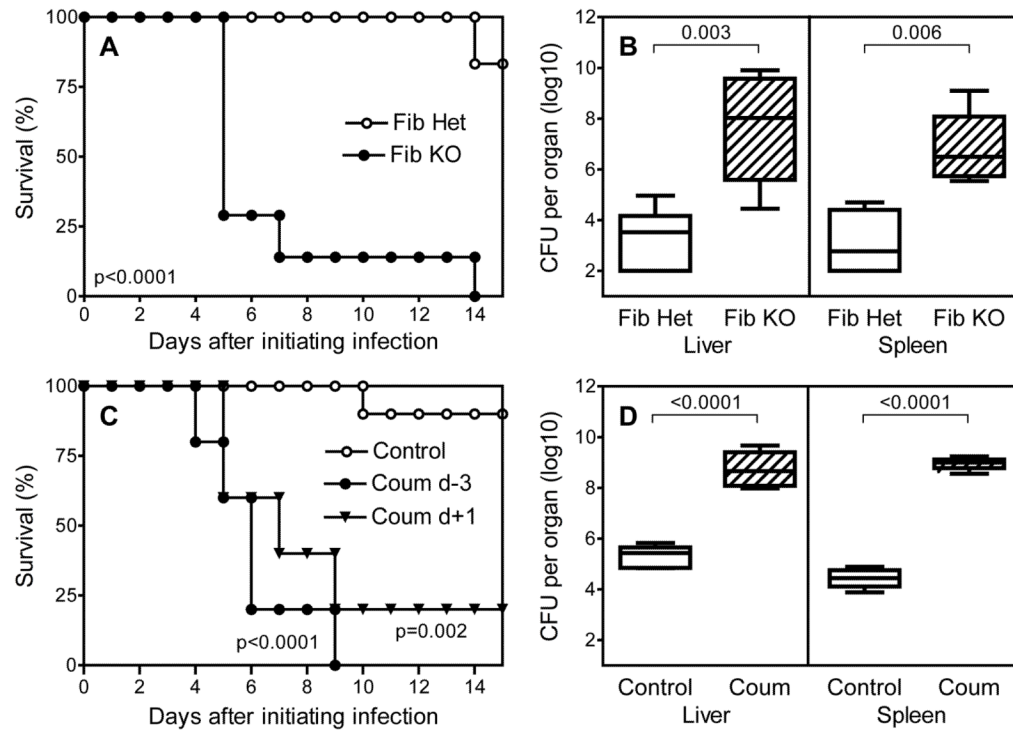 A
100
75
50
25
0
Survival (%)
Fib Het
Fib KO
p<0.0001
0 2 4 6 8 10 12 14
Days after initiating infection
B
12
10
8
6
4
2
CFU per organ (log10)
0.003
0.006
Fib Het Fib KO Fib Het Fib KO
Liver Spleen
C
100
75
50
25
0
Survival (%)
Control
Coum d-3
Coum d+1
p<0.0001
p=0.002
0 2 4 6 8 10 12 14
Days after initiating infection
D
12
10
8
6
4
2
CFU per organ (log10)
<0.0001
<0.0001
Control Coum Control Coum
Liver Spleen